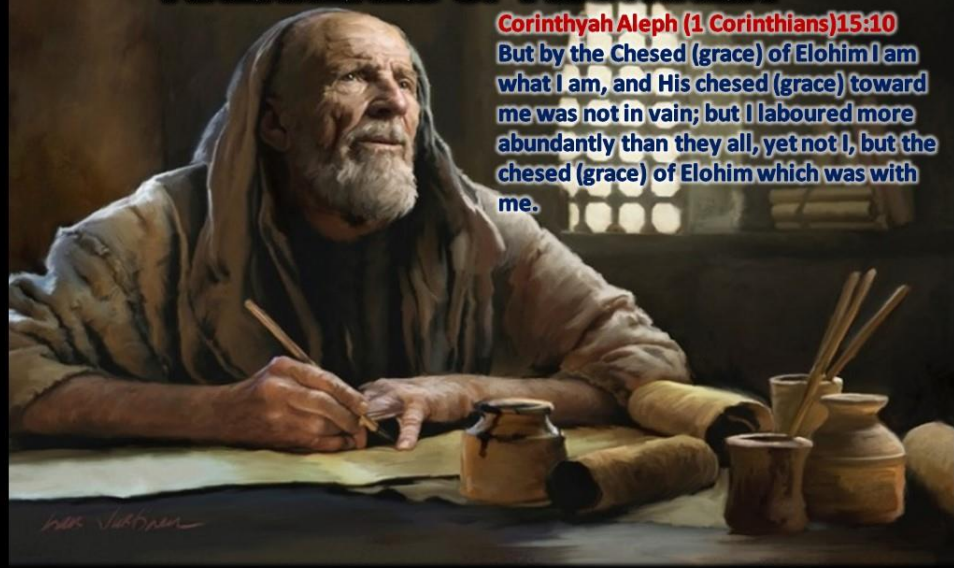 Corinthyah Aleph (1 Corinthians)15:10
But by the Chesed (grace) of Elohim I am
what I am, and His chesed (grace) toward
me was not in vain; but I laboured more
abundantly than they all, yet not I, but the
chesed (grace) of Elohim which was with
me.